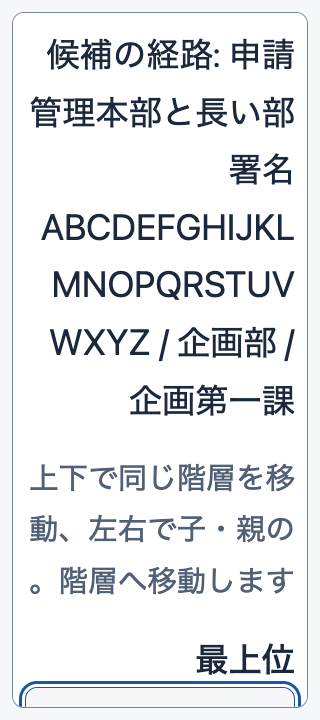 候補の経路: 申請
管理本部と長い部
署名
ABCDEFGHIJKL
MNOPQRSTUV
WXYZ / 企画部 /
企画第一課
上下で同じ階層を移
動、左右で子・親の
階層へ移動します。
最上位